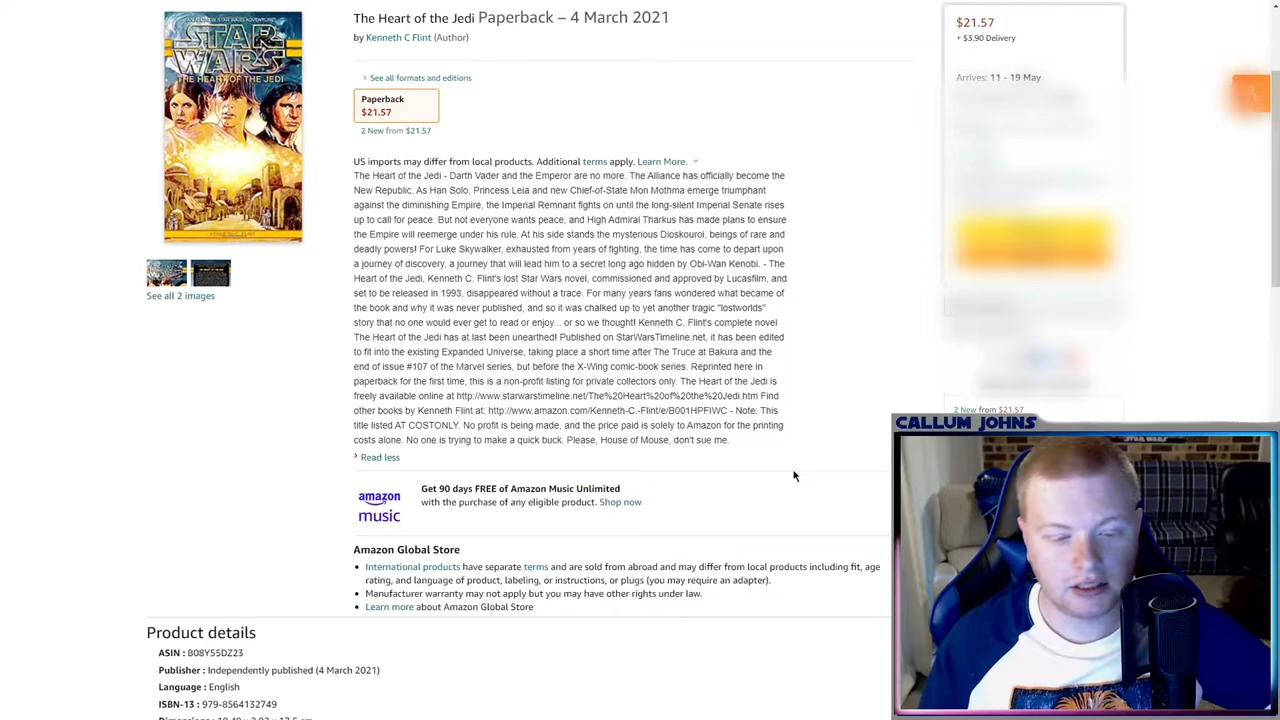 STAR
WARS
THE HEART OF THE JEDI
The Heart of the Jedi Paperback – 4 March 2021
by Kenneth C Flint (Author)
See all formats and editions
Paperback
$21.57
2 New from $21.57
US imports may differ from local products. Additional terms apply. Learn More.
The Heart of the Jedi - Darth Vader and the Emperor are no more. The Alliance has officially become the
New Republic. As Han Solo, Princess Leia and new Chief-of-State Mon Mothma emerge triumphant
against the diminishing Empire, the Imperial Remnant fights on until the long-silent Imperial Senate rises
up to call for peace. But not everyone wants peace, and High Admiral Tharkus has made plans to ensure
the Empire will reemerge under his rule. At his side stands the mysterious Dioskouroi, beings of rare and
deadly powers! For Luke Skywalker, exhausted from years of fighting, the time has come to depart upon
a journey of discovery, a journey that will lead him to a secret long ago hidden by Obi-Wan Kenobi. - The
Heart of the Jedi, Kenneth C. Flint's lost Star Wars novel, commissioned and approved by Lucasfilm, and
set to be released in 1993, disappeared without a trace. For many years fans wondered what became of
the book and why it was never published, and so it was chalked up to yet another tragic "lostworlds"
story that no one would ever get to read or enjoy... or so we thought! Kenneth C. Flint's complete novel
The Heart of the Jedi has at last been unearthed! Published on StarWarsTimeline.net, it has been edited
to fit into the existing Expanded Universe, taking place a short time after The Truce at Bakura and the
end of issue #107 of the Marvel series, but before the X-Wing comic-book series. Reprinted here in
paperback for the first time, this is a non-profit listing for private collectors only. The Heart of the Jedi is
freely available online at http://www.starwarstimeline.net/The%20Heart%20of%20the%20Jedi.htm Find
other books by Kenneth Flint at: http://www.amazon.com/Kenneth-C.-Flint/e/B001HPFIWC - Note: This
title listed AT COSTONLY. No profit is being made, and the price paid is solely to Amazon for the printing
costs alone. No one is trying to make a quick buck. Please, House of Mouse, don't sue me.
Read less
See all 2 images
amazon
music
Get 90 days FREE of Amazon Music Unlimited
with the purchase of any eligible product. Shop now
Amazon Global Store
• International products have separate terms and are sold from abroad and may differ from local products including fit, age
rating, and language of product, labeling, or instructions, or plugs (you may require an adapter).
• Manufacturer warranty may not apply but you may have other rights under law.
• Learn more about Amazon Global Store
Product details
ASIN : B08Y55DZ23
Publisher : Independently published (4 March 2021)
Language : English
ISBN-13 : 979-8564132749
$21.57
+ $3.90 Delivery
Arrives: 11 - 19 May
2 New from $21.57
CALLUM JOHNS